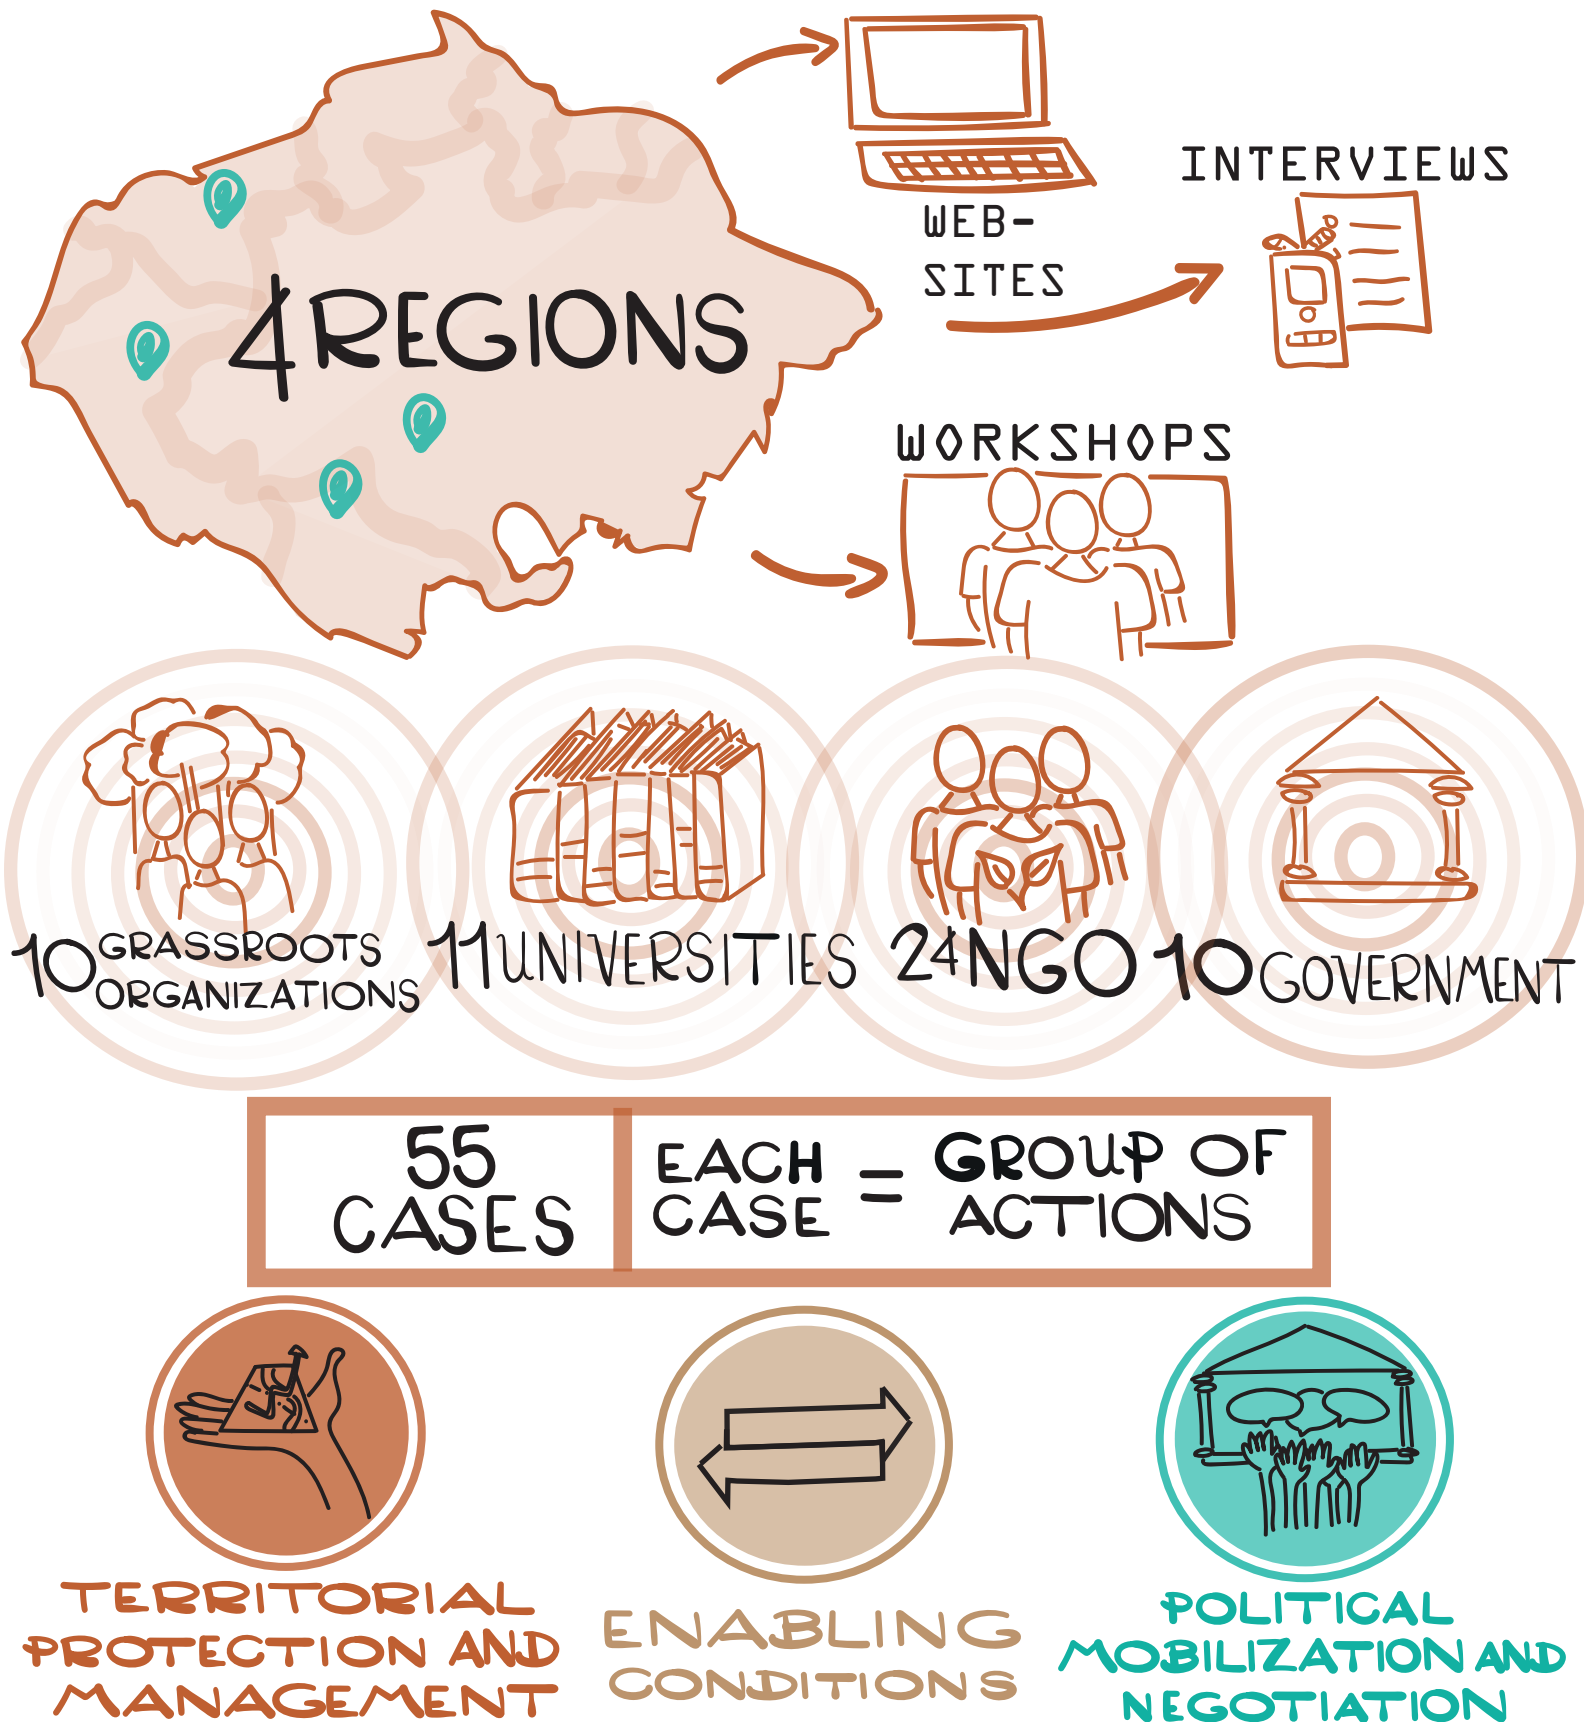 4 REGIONS
WEB-
SITES
INTERVIEWS
WORKSHOPS
10 GRASSROOTS
ORGANIZATIONS
11 UNIVERSITIES
24 NGO
10 GOVERNMENT
55
CASES
EACH
CASE
=
GROUP OF
ACTIONS
TERRITORIAL
PROTECTION AND
MANAGEMENT
ENABLING
CONDITIONS
POLITICAL
MOBILIZATION AND
NEGOTIATION